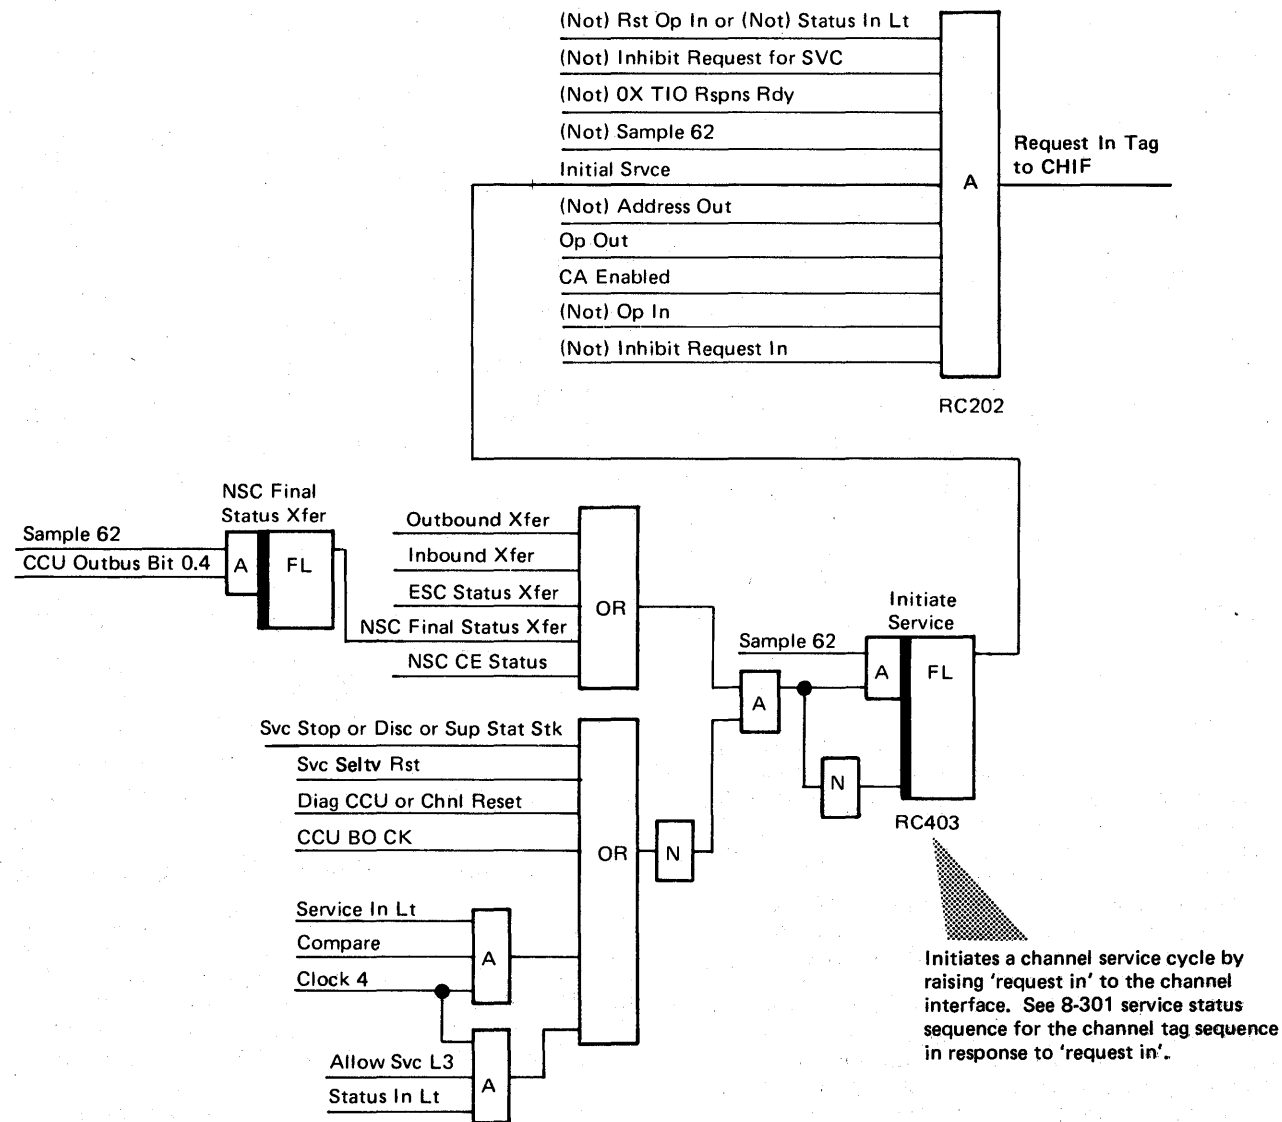 (Not) Rst Op In or (Not) Status In Lt
(Not) Inhibit Request for SVC
(Not) 0X TIO Rspns Rdy
(Not) Sample 62
Initial Srvce
(Not) Address Out
Op Out
CA Enabled
(Not) Op In
(Not) Inhibit Request In
A
Request In Tag
to CHIF
RC202
NSC Final
Status Xfer
Sample 62
CCU Outbus Bit 0.4
A
FL
Outbound Xfer
Inbound Xfer
ESC Status Xfer
NSC Final Status Xfer
NSC CE Status
OR
Sample 62
A
Initiate
Service
A
FL
N
RC403
Svc Stop or Disc or Sup Stat Stk
Svc Seltv Rst
Diag CCU or Chnl Reset
CCU BO CK
OR
N
Service In Lt
Compare
Clock 4
A
Allow Svc L3
Status In Lt
A
Initiates a channel service cycle by
raising 'request in' to the channel
interface. See 8-301 service status
sequence for the channel tag sequence
in response to 'request in'.